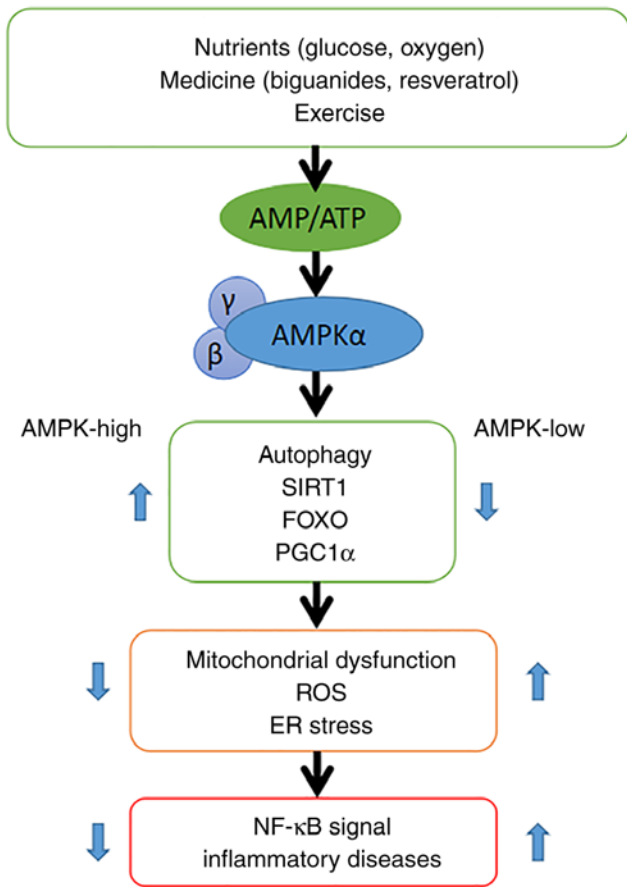 Nutrients (glucose, oxygen)
Medicine (biguanides, resveratrol)
Exercise
AMP/ATP
γ
β
AMPKα
AMPK-high
AMPK-low
Autophagy
SIRT1
FOXO
PGC1α
Mitochondrial dysfunction
ROS
ER stress
NF-κB signal
inflammatory diseases